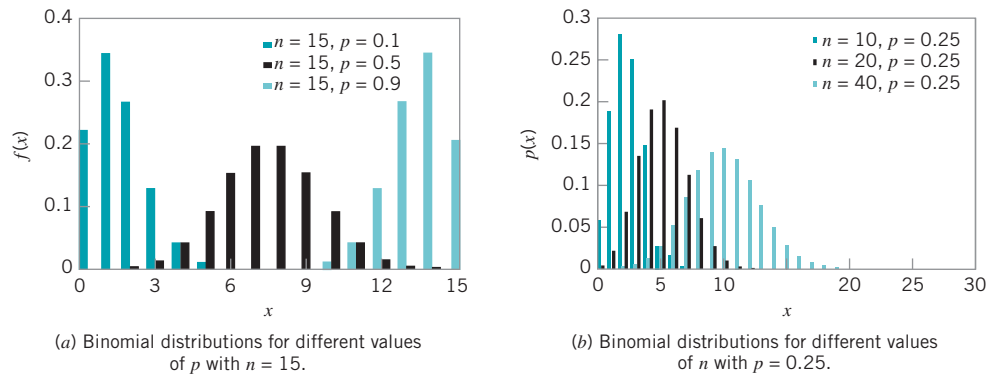 0.4
0.3
0.2
0.1
0
f(x)
n = 15, p = 0.1
n = 15, p = 0.5
n = 15, p = 0.9
0 3 6 9 12 15
x
(a) Binomial distributions for different values
of p with n = 15.
0.3
0.25
0.2
0.15
0.1
0.05
0
p(x)
n = 10, p = 0.25
n = 20, p = 0.25
n = 40, p = 0.25
0 5 10 15 20 25 30
x
(b) Binomial distributions for different values
of n with p = 0.25.